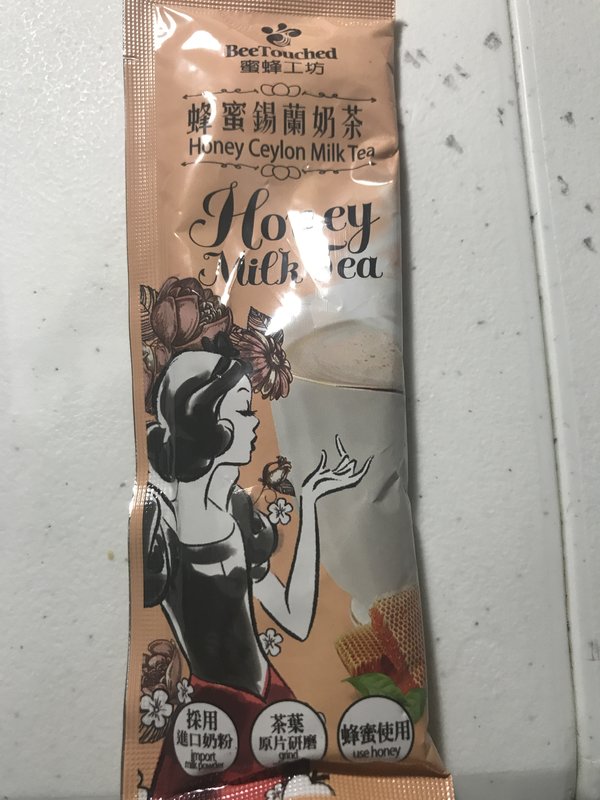 BeeTouched
蜜蜂工坊
蜂蜜錫蘭奶茶
Honey Ceylon Milk Tea
Honey
Milk Tea
採用
進口奶粉
import
milk powder
茶葉
原片研磨
grind
蜂蜜使用
use honey